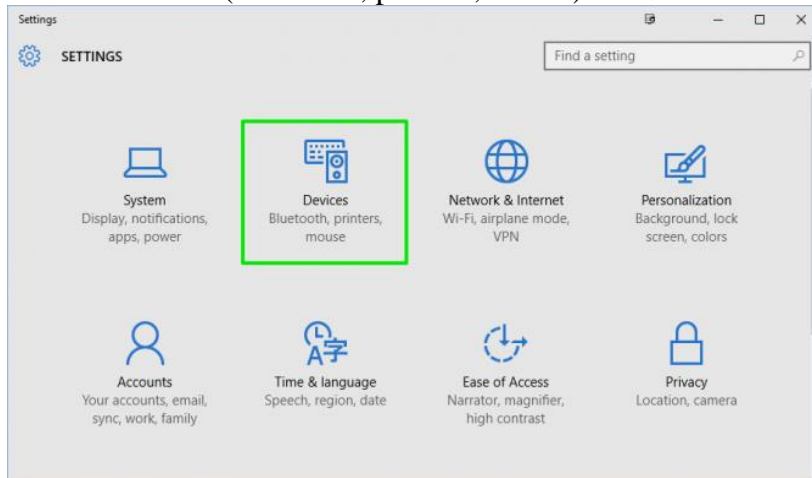 Settings
SETTINGS
Find a setting
System
Display, notifications,
apps, power
Devices
Bluetooth, printers,
mouse
Network & Internet
Wi-Fi, airplane mode,
VPN
Personalization
Background, lock
screen, colors
Accounts
Your accounts, email,
sync, work, family
Time & language
Speech, region, date
Ease of Access
Narrator, magnifier,
high contrast
Privacy
Location, camera